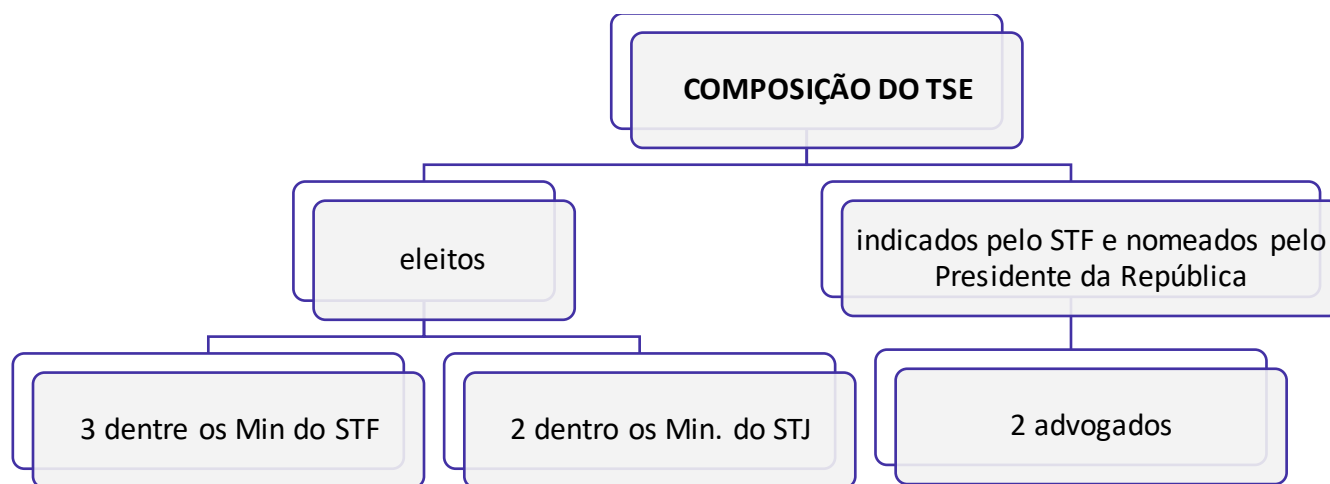 COMPOSIÇÃO DO TSE
eleitos
indicados pelo STF e nomeados pelo
Presidente da República
3 dentre os Min do STF
2 dentro os Min. do STJ
2 advogados